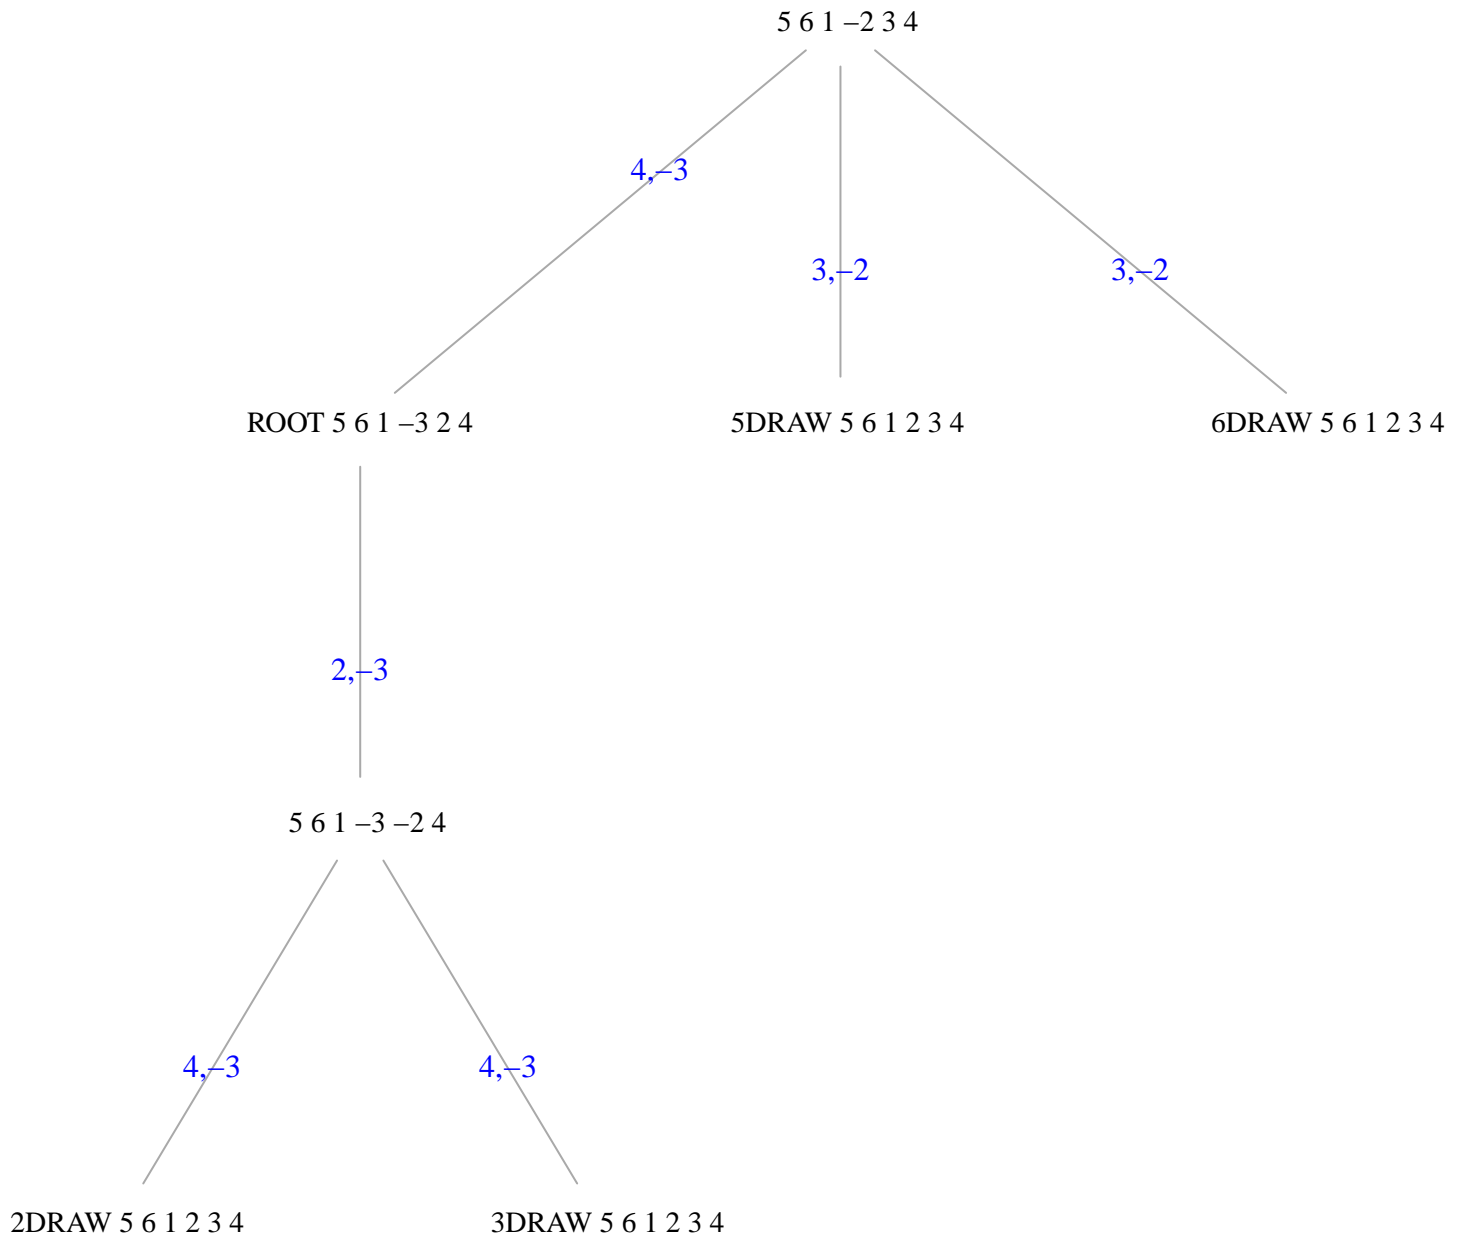 5 6 1 –2 3 4
4,–3
3,–2
3,–2
ROOT 5 6 1 –3 2 4
5DRAW 5 6 1 2 3 4
6DRAW 5 6 1 2 3 4
2,–3
5 6 1 –3 –2 4
4,–3
4,–3
2DRAW 5 6 1 2 3 4
3DRAW 5 6 1 2 3 4